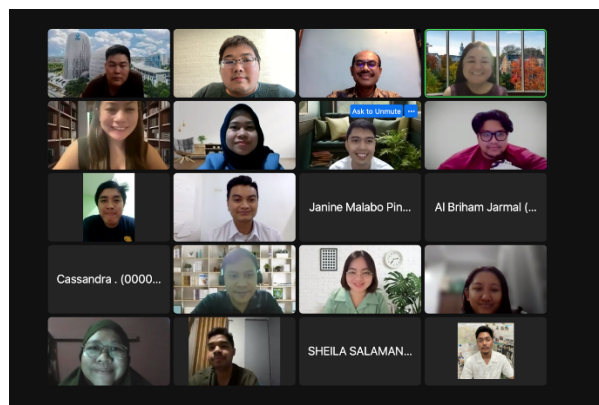 Ask to Unmute ...
Janine Malabo Pin...
Al Briham Jarmal (...
Cassandra . (0000...
SHEILA SALAMAN...